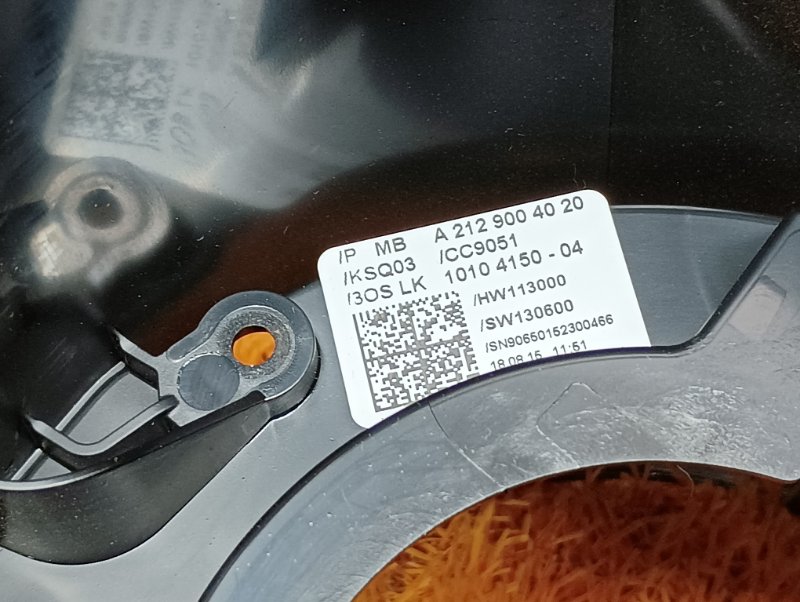 /P MB A 212 900 40 20
/KSQ03 /CC9051
/3OS LK 1010 4150 - 04
/HW113000
/SW130600
/SN90650152300466
18.08.15 11:51